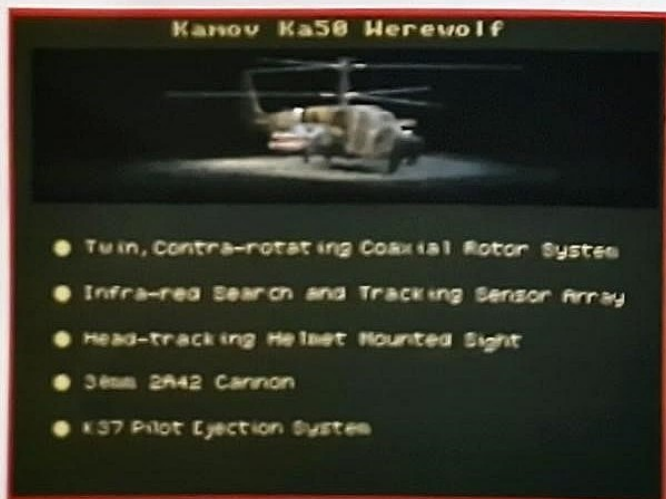 Kamov Ka50 Werewolf
Twin, Contra-rotating Coaxial Rotor System
Infra-red Search and Tracking Sensor Array
Head-tracking Helmet Mounted Sight
30mm 2A42 Cannon
K37 Pilot Ejection System